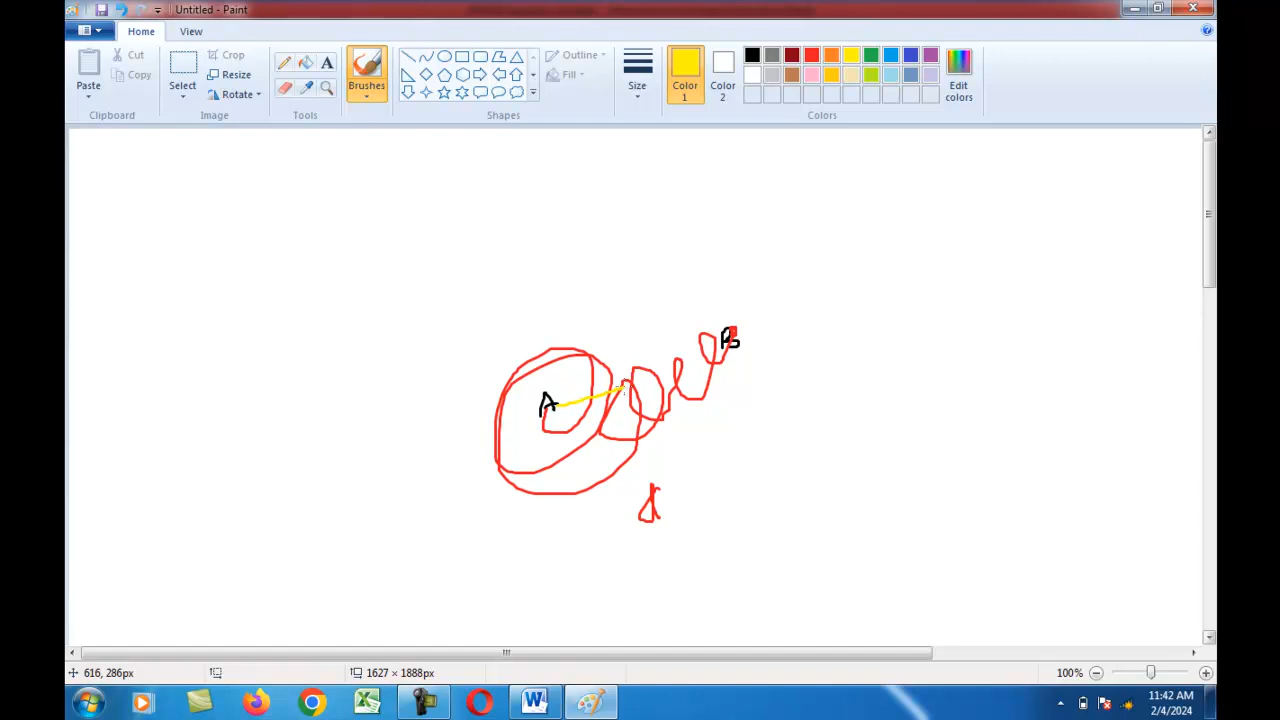 Untitled - Paint
Home View
Paste
Cut
Copy
Clipboard
Select
Crop
Resize
Rotate
Image
Tools
Brushes
Shapes
Outline
Fill
Size
Color 1
Color 2
Colors
Edit colors
B
A
d
616, 286px
1627 × 1888px
100%
11:42 AM
2/4/2024